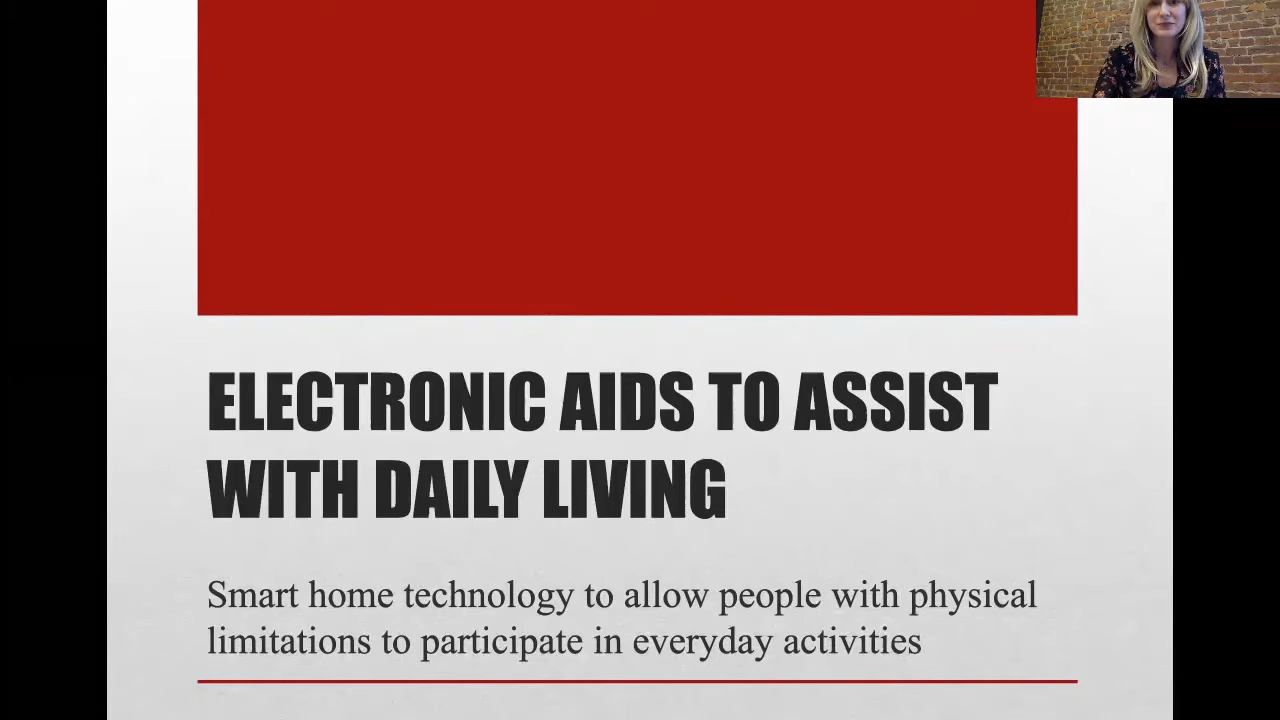 ELECTRONIC AIDS TO ASSIST
WITH DAILY LIVING
Smart home technology to allow people with physical
limitations to participate in everyday activities